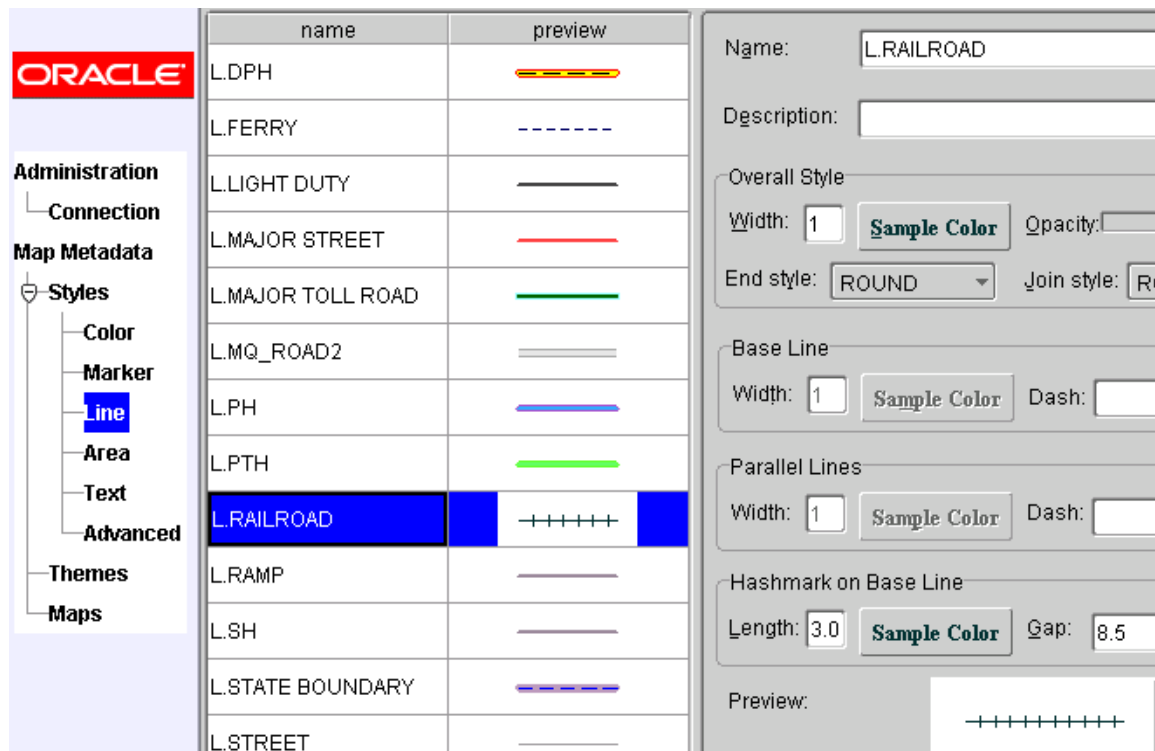 ORACLE
Administration
Connection
Map Metadata
Styles
Color
Marker
Line
Area
Text
Advanced
Themes
Maps
name preview
L.DPH
L.FERRY
L.LIGHT DUTY
L.MAJOR STREET
L.MAJOR TOLL ROAD
L.MQ_ROAD2
L.PH
L.PTH
L.RAILROAD
L.RAMP
L.SH
L.STATE BOUNDARY
L.STREET
Name: L.RAILROAD
Description:
Overall Style
Width: 1 Sample Color Opacity:
End style: ROUND Join style:
Base Line
Width: 1 Sample Color Dash:
Parallel Lines
Width: 1 Sample Color Dash:
Hashmark on Base Line
Length: 3.0 Sample Color Gap: 8.5
Preview: